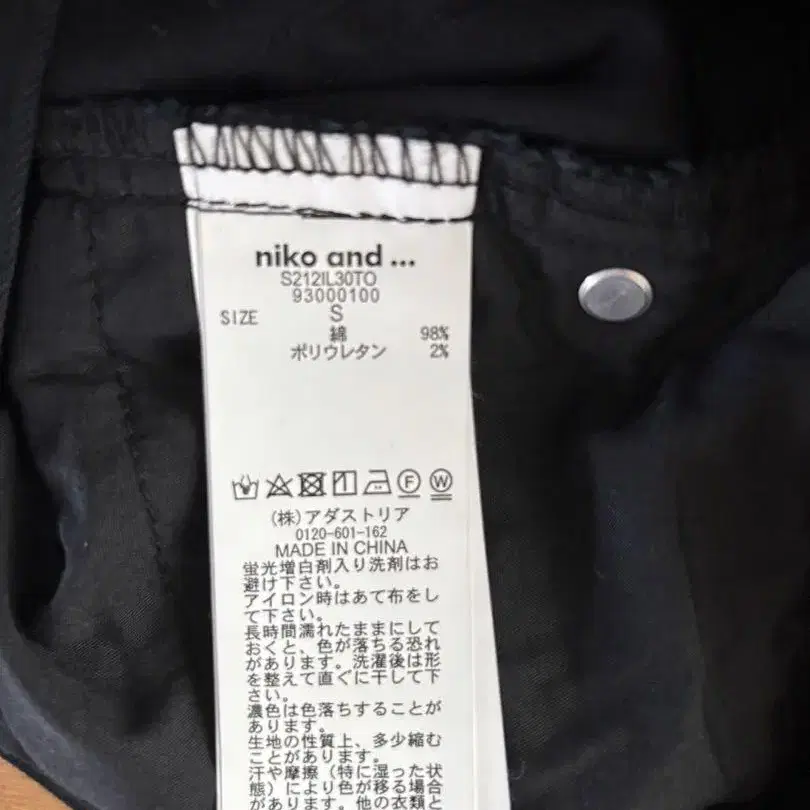 niko and ...
S212IL30TO
93000100
SIZE S
綿 98%
ポリウレタン 2%
F W
(株)アダストリア
0120-601-162
MADE IN CHINA
蛍光増白剤入り洗剤はお
避け下さい。
アイロン時はあて布をし
て下さい。
長時間濡れたままにして
おくと、色が落ちる恐れ
があります。洗濯後は形
を整えて直ぐに干して下
さい。
濃色は色落ちすることが
あります。
生地の性質上、多少縮む
ことがあります。
汗や摩擦（特に湿った状
態）により色が移る場合
があります。他の衣類と